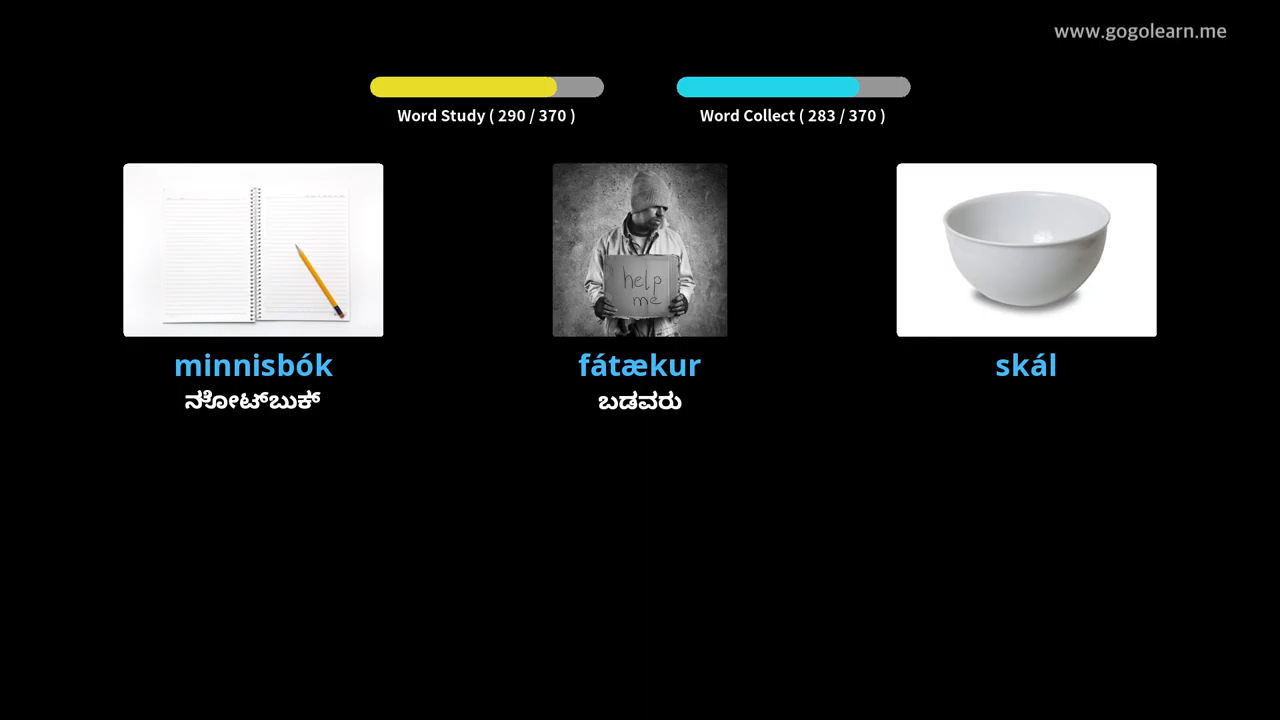 www.gogolearn.me
Word Study ( 290 / 370 )
Word Collect ( 283 / 370 )
help
me
minnisbók
fátækur
skál
ನೋಟ್‌ಬುಕ್
ಬಡವರು